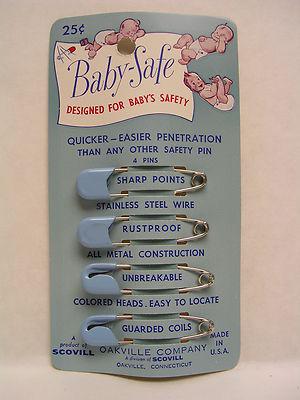 25¢
Baby-Safe
DESIGNED FOR BABY'S SAFETY
QUICKER—EASIER PENETRATION
THAN ANY OTHER SAFETY PIN
4 PINS
SHARP POINTS
STAINLESS STEEL WIRE
RUSTPROOF
ALL METAL CONSTRUCTION
UNBREAKABLE
COLORED HEADS. EASY TO LOCATE
GUARDED COILS
A product of SCOVILL
OAKVILLE COMPANY
A division of SCOVILL
OAKVILLE, CONNECTICUT
MADE IN U.S.A.